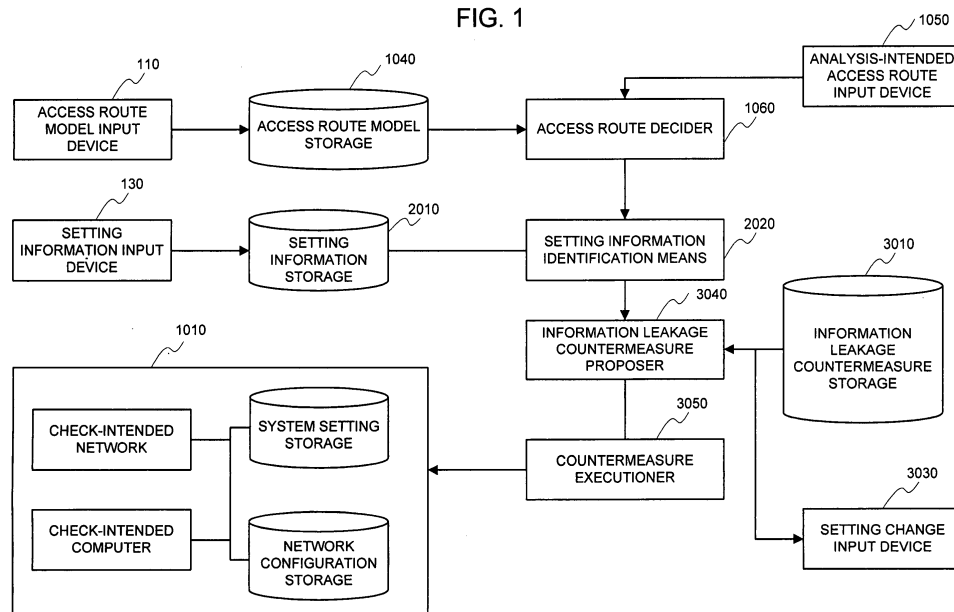 FIG. 1
1050
ANALYSIS-INTENDED
ACCESS ROUTE
INPUT DEVICE
110
ACCESS ROUTE
MODEL INPUT
DEVICE
1040
ACCESS ROUTE MODEL
STORAGE
ACCESS ROUTE DECIDER
1060
130
SETTING
INFORMATION INPUT
DEVICE
2010
SETTING
INFORMATION
STORAGE
SETTING INFORMATION
IDENTIFICATION MEANS
2020
3010
INFORMATION
LEAKAGE
COUNTERMEASURE
STORAGE
3040
INFORMATION LEAKAGE
COUNTERMEASURE
PROPOSER
1010
CHECK-INTENDED
NETWORK
SYSTEM SETTING
STORAGE
CHECK-INTENDED
COMPUTER
NETWORK
CONFIGURATION
STORAGE
3050
COUNTERMEASURE
EXECUTIONER
3030
SETTING CHANGE
INPUT DEVICE